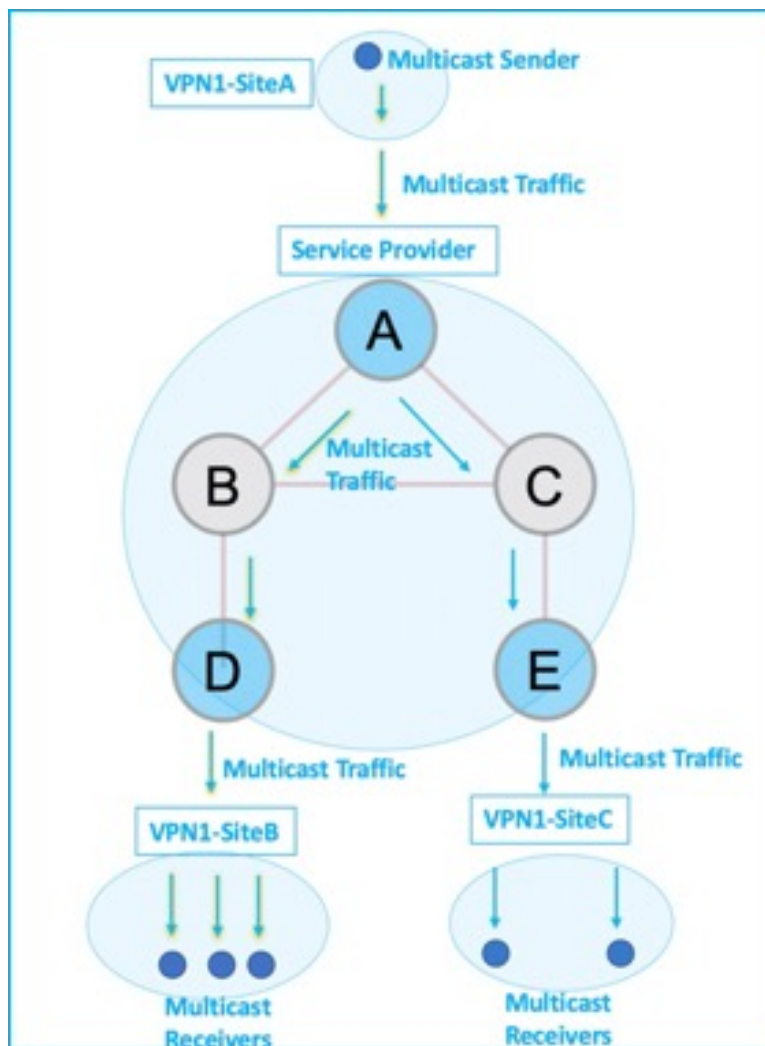 Multicast Sender
VPN1-SiteA
Multicast Traffic
Service Provider
A
Multicast
Traffic
B
C
D
E
Multicast Traffic
Multicast Traffic
VPN1-SiteB
VPN1-SiteC
Multicast
Receivers
Multicast
Receivers